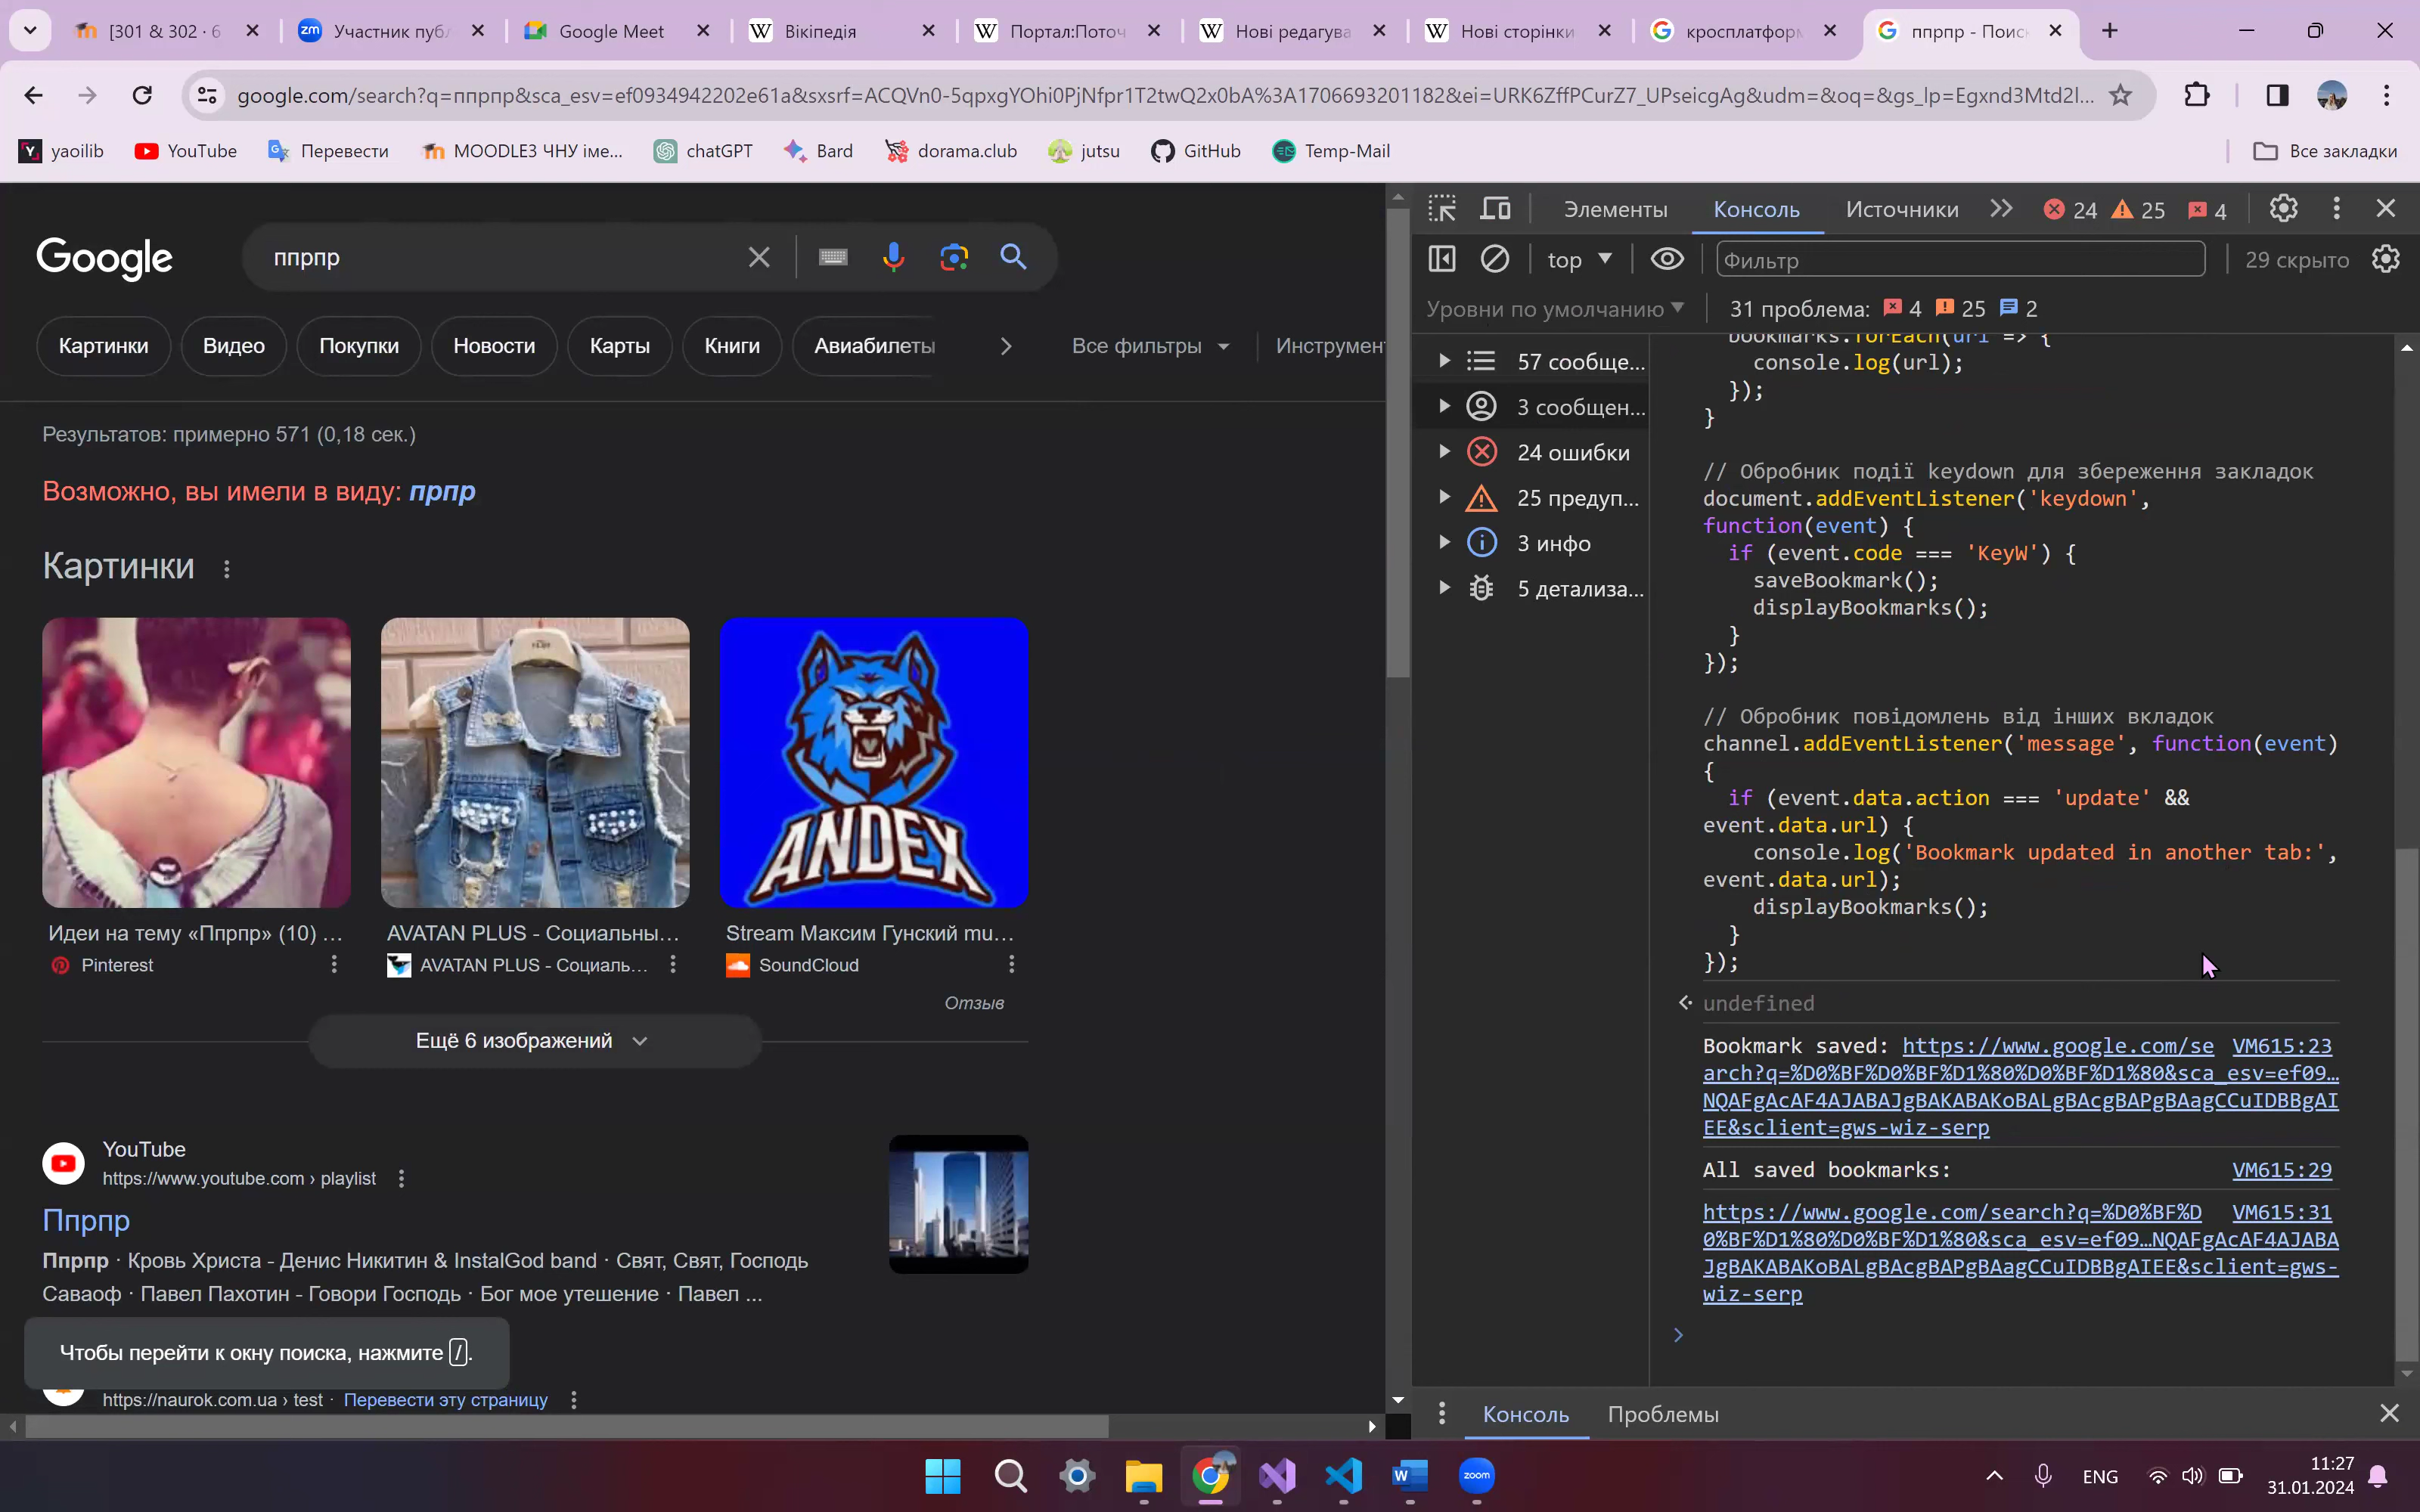 [301 & 302 · 6
Участник публ
Google Meet
Вікіпедія
Портал:Поточ
Нові редагува
Нові сторінки
кросплатформ
ппрпр - Поис
google.com/search?q=ппрпр&sca_esv=ef0934942202e61a&sxsrf=ACQVn0-5qpxgYOhi0PjNfpr1T2twQ2x0bA%3A1706693201182&ei=URK6ZffPCurZ7_UPseicgAg&udm=&oq=&gs_lp=Egxnd3Mtd2l...
yaoilib
YouTube
Перевести
MOODLE3 ЧНУ іме...
chatGPT
Bard
dorama.club
jutsu
GitHub
Temp-Mail
Все закладки
Google
ппрпр
Картинки
Видео
Покупки
Новости
Карты
Книги
Авиабилеты
Все фильтры
Инструмент
Результатов: примерно 571 (0,18 сек.)
Возможно, вы имели в виду: прпр
Картинки
ANDEX
Идеи на тему «Ппрпр» (10) ...
Pinterest
AVATAN PLUS - Социальны...
AVATAN PLUS - Социаль...
Stream Максим Гунский mu...
SoundCloud
Отзыв
Ещё 6 изображений
YouTube
https://www.youtube.com › playlist
Ппрпр
Ппрпр · Кровь Христа - Денис Никитин & InstalGod band · Свят, Свят, Господь
Саваоф · Павел Пахотин - Говори Господь · Бог мое утешение · Павел ...
Чтобы перейти к окну поиска, нажмите /.
https://naurok.com.ua › test · Перевести эту страницу
Элементы
Консоль
Источники
24
25
4
top
Фильтр
29 скрыто
Уровни по умолчанию
31 проблема: 4 25 2
57 сообще...
3 сообщен...
24 ошибки
25 предуп...
3 инфо
5 детализа...
bookmarks.forEach(url => {
console.log(url);
});
}
// Обробник події keydown для збереження закладок
document.addEventListener('keydown',
function(event) {
if (event.code === 'KeyW') {
saveBookmark();
displayBookmarks();
}
});
// Обробник повідомлень від інших вкладок
channel.addEventListener('message', function(event)
{
if (event.data.action === 'update' &&
event.data.url) {
console.log('Bookmark updated in another tab:',
event.data.url);
displayBookmarks();
}
});
undefined
Bookmark saved: https://www.google.com/se VM615:23
arch?q=%D0%BF%D0%BF%D1%80%D0%BF%D1%80&sca_esv=ef09…
NQAFgAcAF4AJABAJgBAKABAKoBALgBAcgBAPgBAagCCuIDBBgAI
EE&sclient=gws-wiz-serp
All saved bookmarks: VM615:29
https://www.google.com/search?q=%D0%BF%D VM615:31
0%BF%D1%80%D0%BF%D1%80&sca_esv=ef09…NQAFgAcAF4AJABA
JgBAKABAKoBALgBAcgBAPgBAagCCuIDBBgAIEE&sclient=gws-
wiz-serp
Консоль
Проблемы
zoom
ENG
11:27
31.01.2024